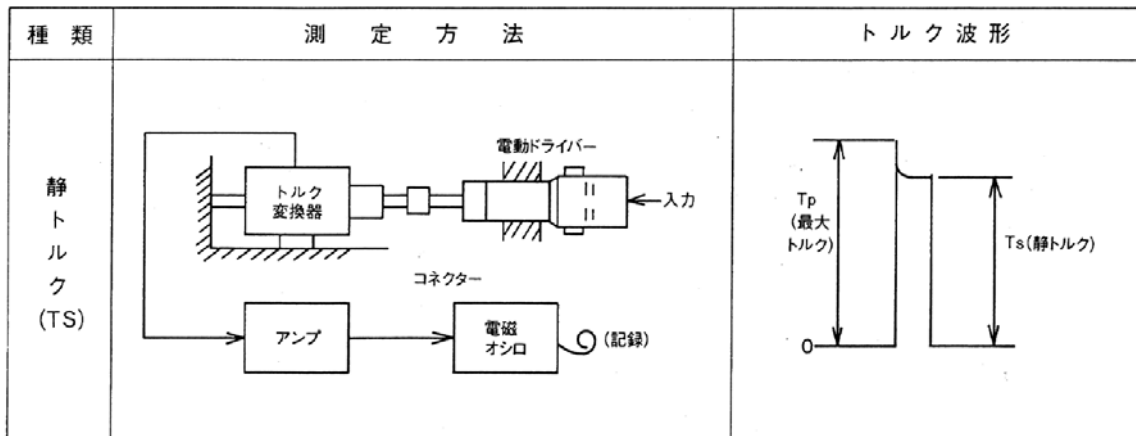 種類
測定方法
トルク波形
静トルク
(TS)
電動ドライバー
トルク
変換器
入力
コネクター
アンプ
電磁
オシロ
(記録)
Tp
(最大
トルク)
Ts(静トルク)
0